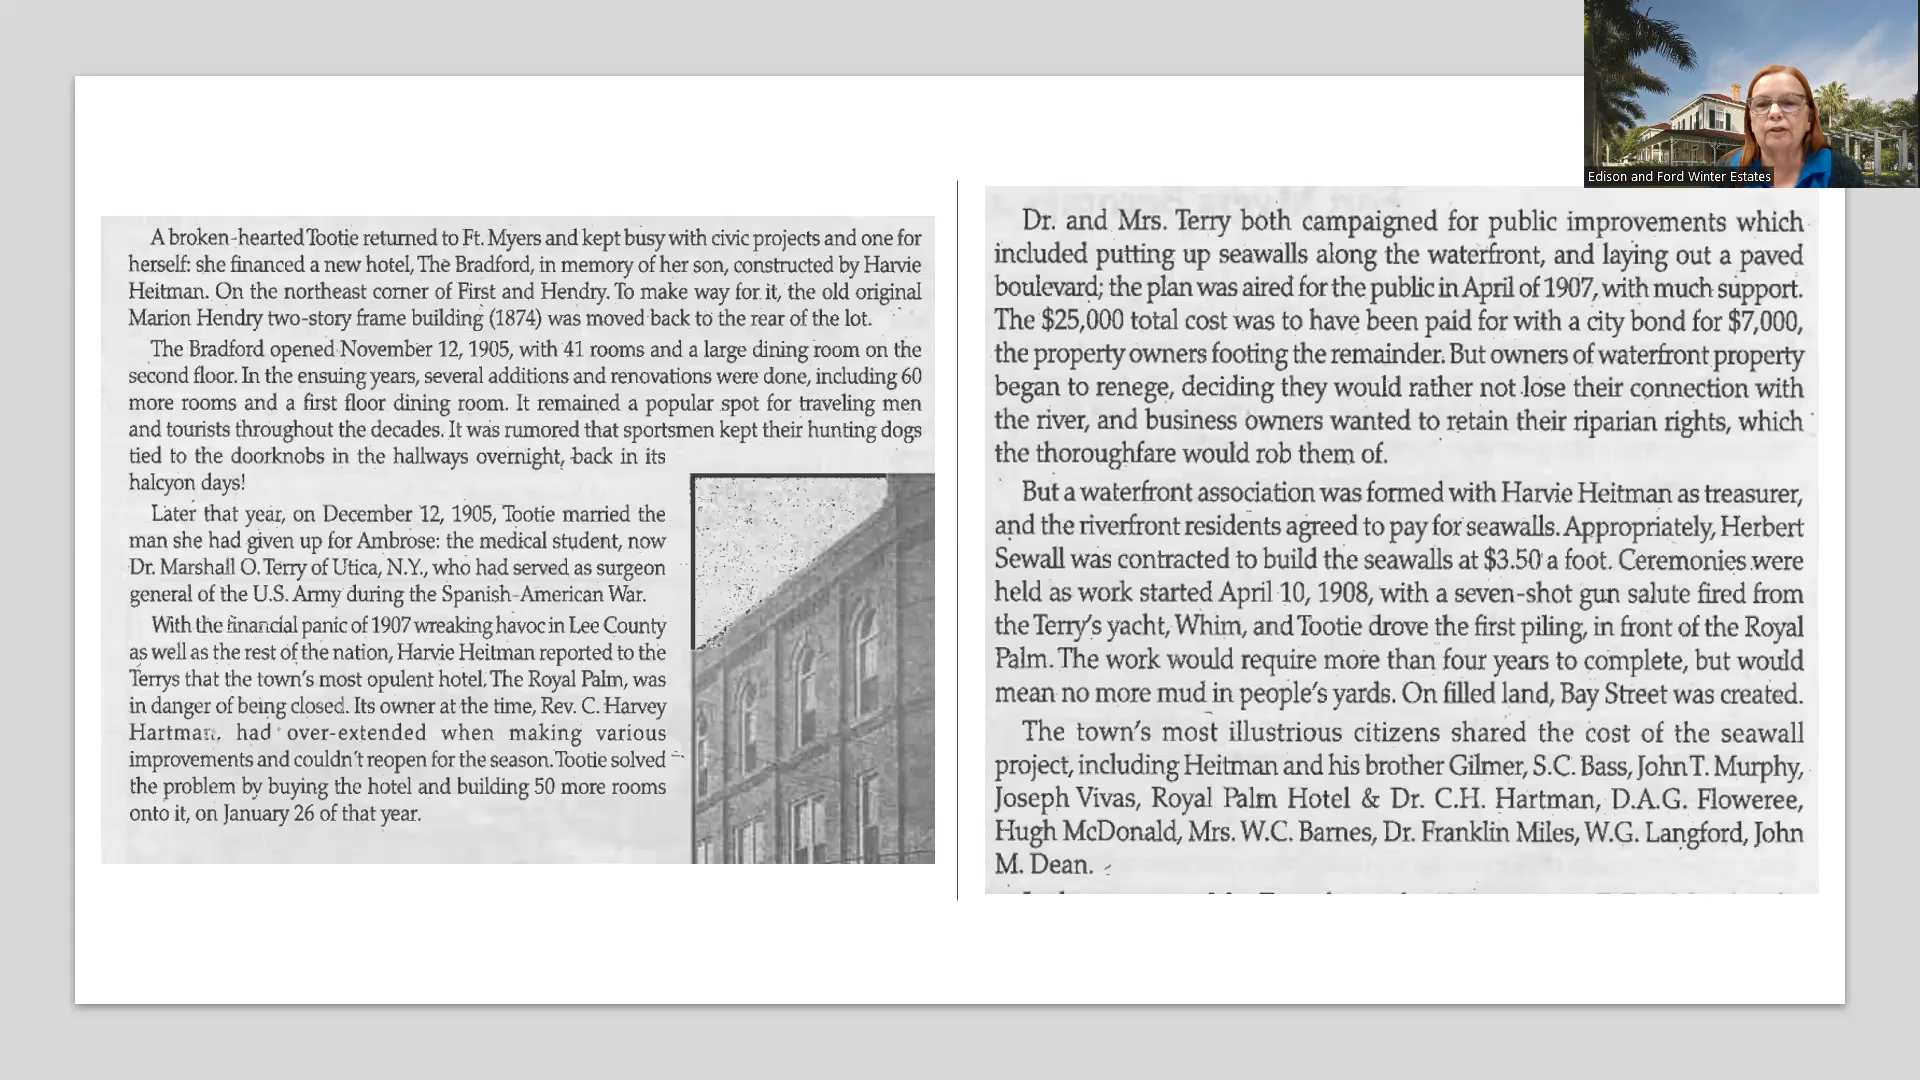 A broken-hearted Tootie returned to Ft. Myers and kept busy with civic projects and one for
herself: she financed a new hotel, The Bradford, in memory of her son, constructed by Harvie
Heitman. On the northeast corner of First and Hendry. To make way for it, the old original
Marion Hendry two-story frame building (1874) was moved back to the rear of the lot.
The Bradford opened November 12, 1905, with 41 rooms and a large dining room on the
second floor. In the ensuing years, several additions and renovations were done, including 60
more rooms and a first floor dining room. It remained a popular spot for traveling men
and tourists throughout the decades. It was rumored that sportsmen kept their hunting dogs
tied to the doorknobs in the hallways overnight, back in its
halcyon days!
Later that year, on December 12, 1905, Tootie married the
man she had given up for Ambrose: the medical student, now
Dr. Marshall O. Terry of Utica, N.Y., who had served as surgeon
general of the U.S. Army during the Spanish-American War.
With the financial panic of 1907 wreaking havoc in Lee County
as well as the rest of the nation, Harvie Heitman reported to the
Terrys that the town's most opulent hotel, The Royal Palm, was
in danger of being closed. Its owner at the time, Rev. C. Harvey
Hartman, had over-extended when making various
improvements and couldn't reopen for the season. Tootie solved
the problem by buying the hotel and building 50 more rooms
onto it, on January 26 of that year.
Dr. and Mrs. Terry both campaigned for public improvements which
included putting up seawalls along the waterfront, and laying out a paved
boulevard; the plan was aired for the public in April of 1907, with much support.
The $25,000 total cost was to have been paid for with a city bond for $7,000,
the property owners footing the remainder. But owners of waterfront property
began to renege, deciding they would rather not lose their connection with
the river, and business owners wanted to retain their riparian rights, which
the thoroughfare would rob them of.
But a waterfront association was formed with Harvie Heitman as treasurer,
and the riverfront residents agreed to pay for seawalls. Appropriately, Herbert
Sewall was contracted to build the seawalls at $3.50 a foot. Ceremonies were
held as work started April 10, 1908, with a seven-shot gun salute fired from
the Terry's yacht, Whim, and Tootie drove the first piling, in front of the Royal
Palm. The work would require more than four years to complete, but would
mean no more mud in people's yards. On filled land, Bay Street was created.
The town's most illustrious citizens shared the cost of the seawall
project, including Heitman and his brother Gilmer, S.C. Bass, John T. Murphy,
Joseph Vivas, Royal Palm Hotel & Dr. C.H. Hartman, D.A.G. Floweree,
Hugh McDonald, Mrs. W.C. Barnes, Dr. Franklin Miles, W.G. Langford, John
M. Dean.
Edison and Ford Winter Estates